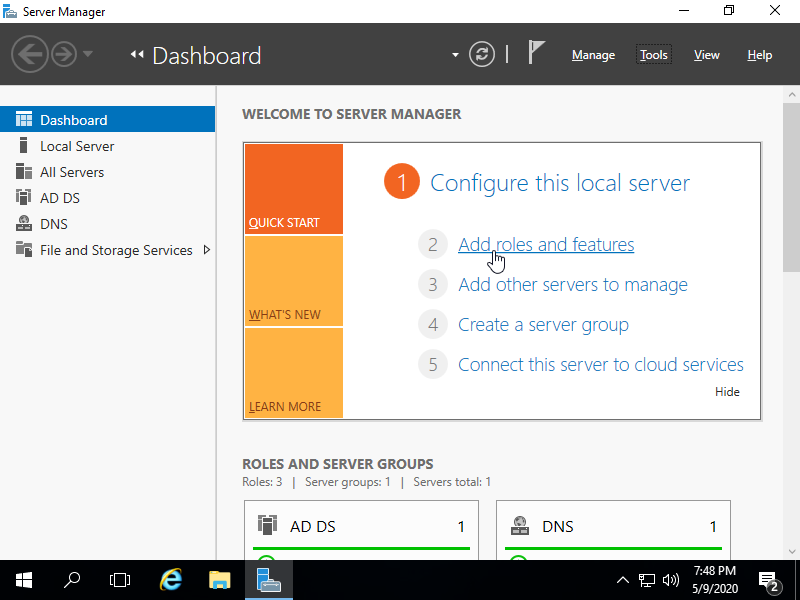 Server Manager
Dashboard
Manage Tools View Help
Dashboard
Local Server
All Servers
AD DS
DNS
File and Storage Services
WELCOME TO SERVER MANAGER
QUICK START
WHAT'S NEW
LEARN MORE
1 Configure this local server
2 Add roles and features
3 Add other servers to manage
4 Create a server group
5 Connect this server to cloud services
Hide
ROLES AND SERVER GROUPS
Roles: 3 | Server groups: 1 | Servers total: 1
AD DS 1
DNS 1
7:48 PM
5/9/2020
2